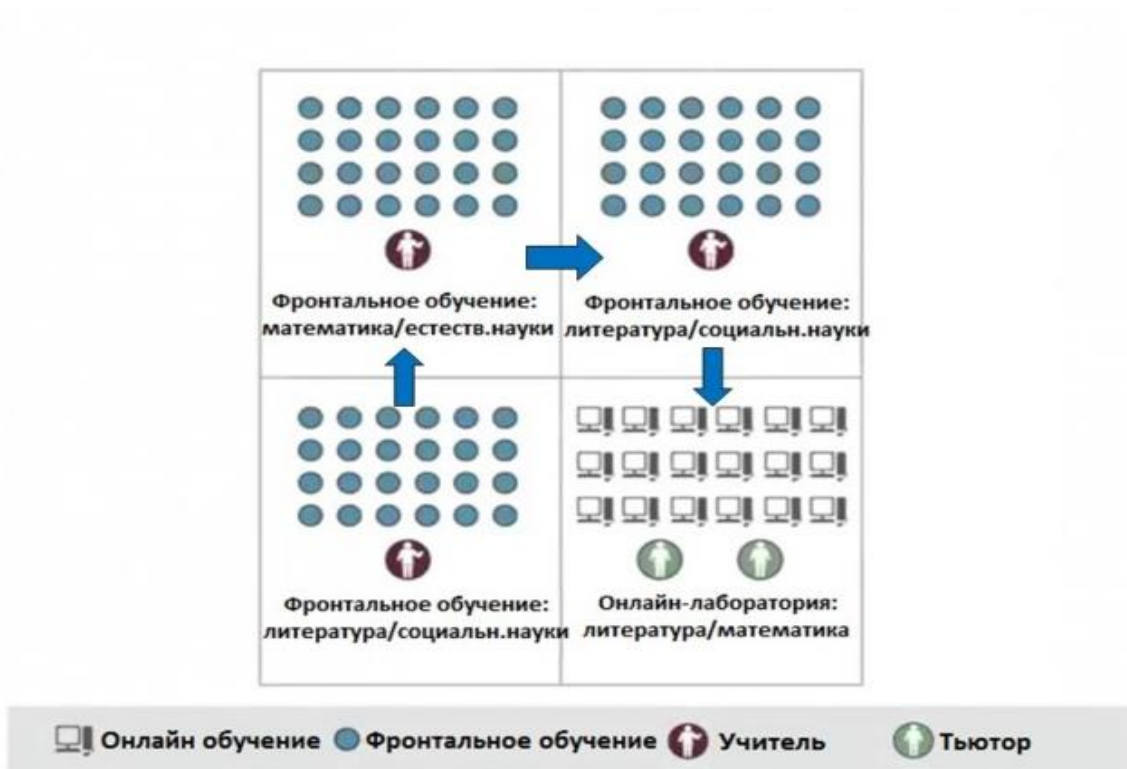 Фронтальное обучение:
математика/естеств.науки
Фронтальное обучение:
литература/социальн.науки
Фронтальное обучение:
литература/социальн.науки
Онлайн-лаборатория:
литература/математика
Онлайн обучение Фронтальное обучение Учитель Тьютор